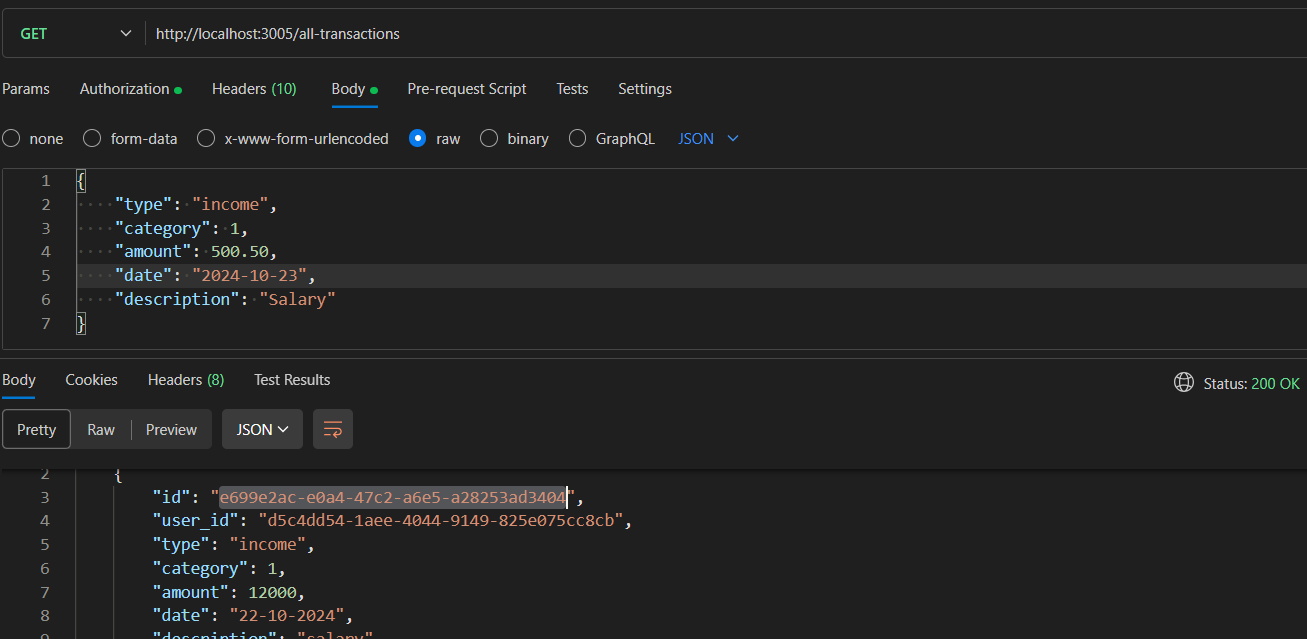 GET http://localhost:3005/all-transactions
Params Authorization Headers (10) Body Pre-request Script Tests Settings
none form-data x-www-form-urlencoded raw binary GraphQL JSON
1 {
2 "type": "income",
3 "category": 1,
4 "amount": 500.50,
5 "date": "2024-10-23",
6 "description": "Salary"
7 }
Body Cookies Headers (8) Test Results Status: 200 OK
Pretty Raw Preview JSON
2 {
3 "id": "e699e2ac-e0a4-47c2-a6e5-a28253ad3404",
4 "user_id": "d5c4dd54-1aee-4044-9149-825e075cc8cb",
5 "type": "income",
6 "category": 1,
7 "amount": 12000,
8 "date": "22-10-2024",
9 "description": "salary"